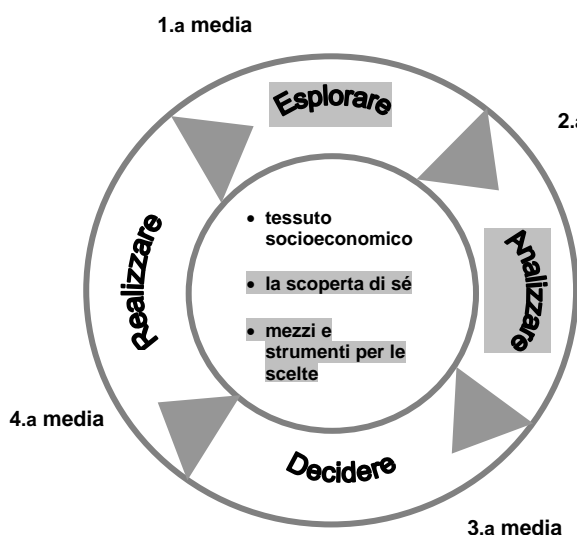 1.a media
Esplorare
2.a
Analizzare
• tessuto
socioeconomico
• la scoperta di sé
• mezzi e
strumenti per le
scelte
Realizzare
4.a media
Decidere
3.a media